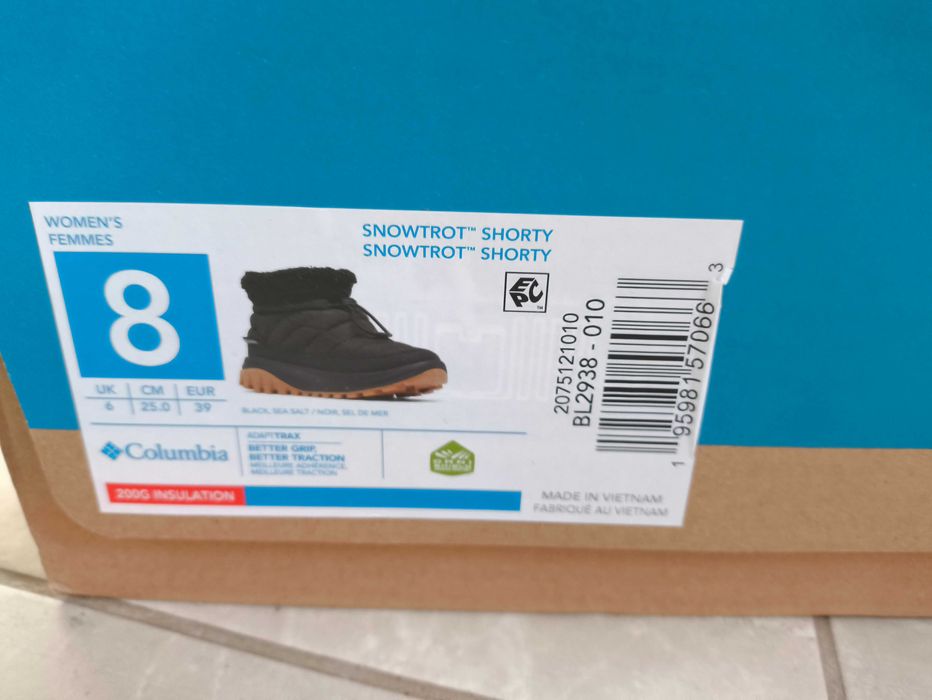 WOMEN'S
FEMMES
8
UK CM EUR
6 25.0 39
SNOWTROT™ SHORTY
SNOWTROT™ SHORTY
EPC™
BLACK, SEA SALT / NOIR, SEL DE MER
2075121010
BL2938 - 010
1 95981 57066 3
Columbia
ADAPTTRAX
BETTER GRIP,
BETTER TRACTION
MEILLEURE ADHÉRENCE,
MEILLEURE TRACTION
OMNI
200G INSULATION
MADE IN VIETNAM
FABRIQUÉ AU VIETNAM